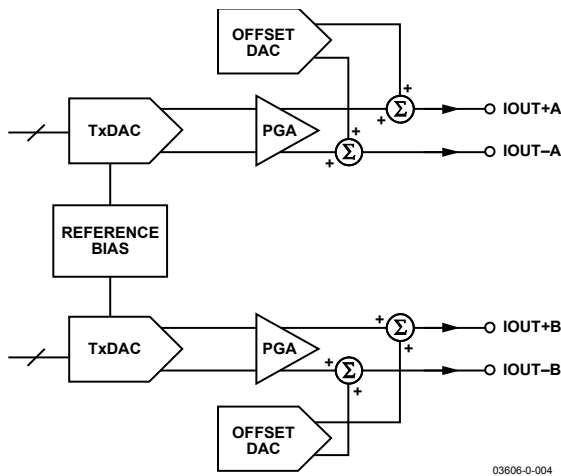 OFFSET
DAC
+
+
Σ
IOUT+A
TxDAC
PGA
+
+
Σ
IOUT–A
REFERENCE
BIAS
TxDAC
PGA
+
Σ
+
IOUT+B
+
Σ
+
IOUT–B
OFFSET
DAC
03606-0-004